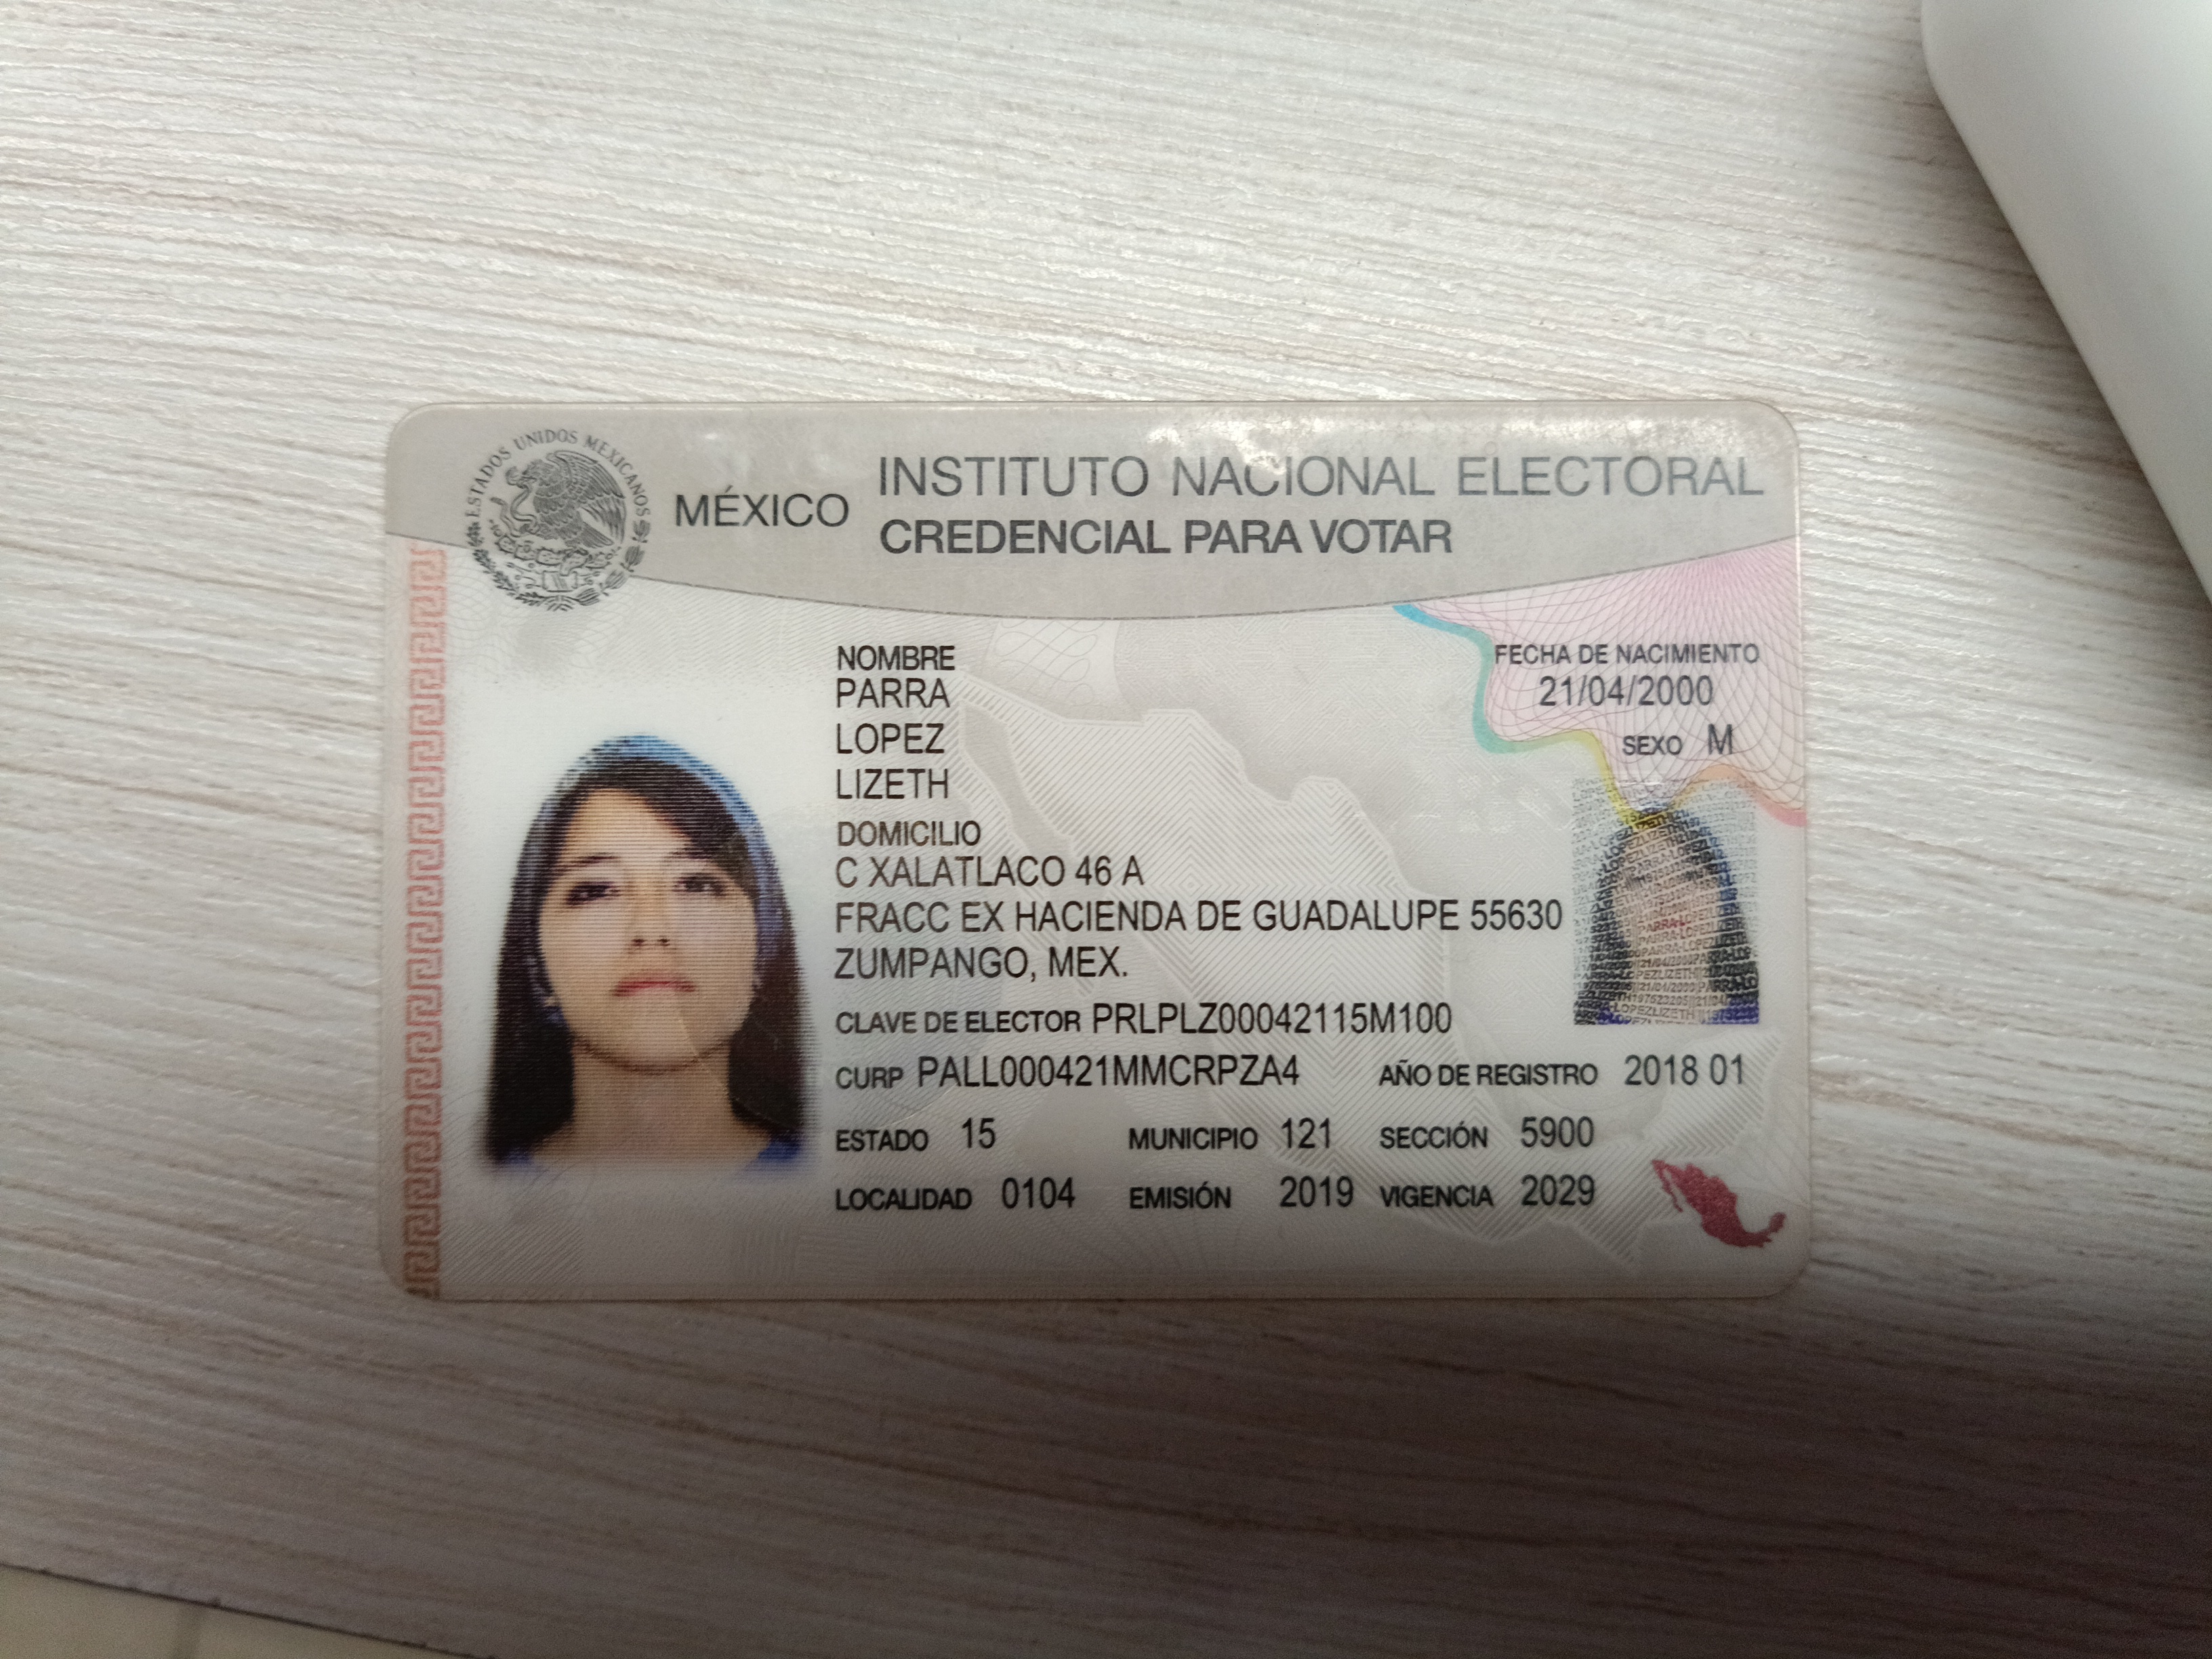 ESTADOS UNIDOS MEXICANOS
MÉXICO
INSTITUTO NACIONAL ELECTORAL
CREDENCIAL PARA VOTAR
NOMBRE
PARRA
LOPEZ
LIZETH
FECHA DE NACIMIENTO
21/04/2000
SEXO M
DOMICILIO
C XALATLACO 46 A
FRACC EX HACIENDA DE GUADALUPE 55630
ZUMPANGO, MEX.
CLAVE DE ELECTOR PRLPLZ00042115M100
CURP PALL000421MMCRPZA4 AÑO DE REGISTRO 2018 01
ESTADO 15 MUNICIPIO 121 SECCIÓN 5900
LOCALIDAD 0104 EMISIÓN 2019 VIGENCIA 2029